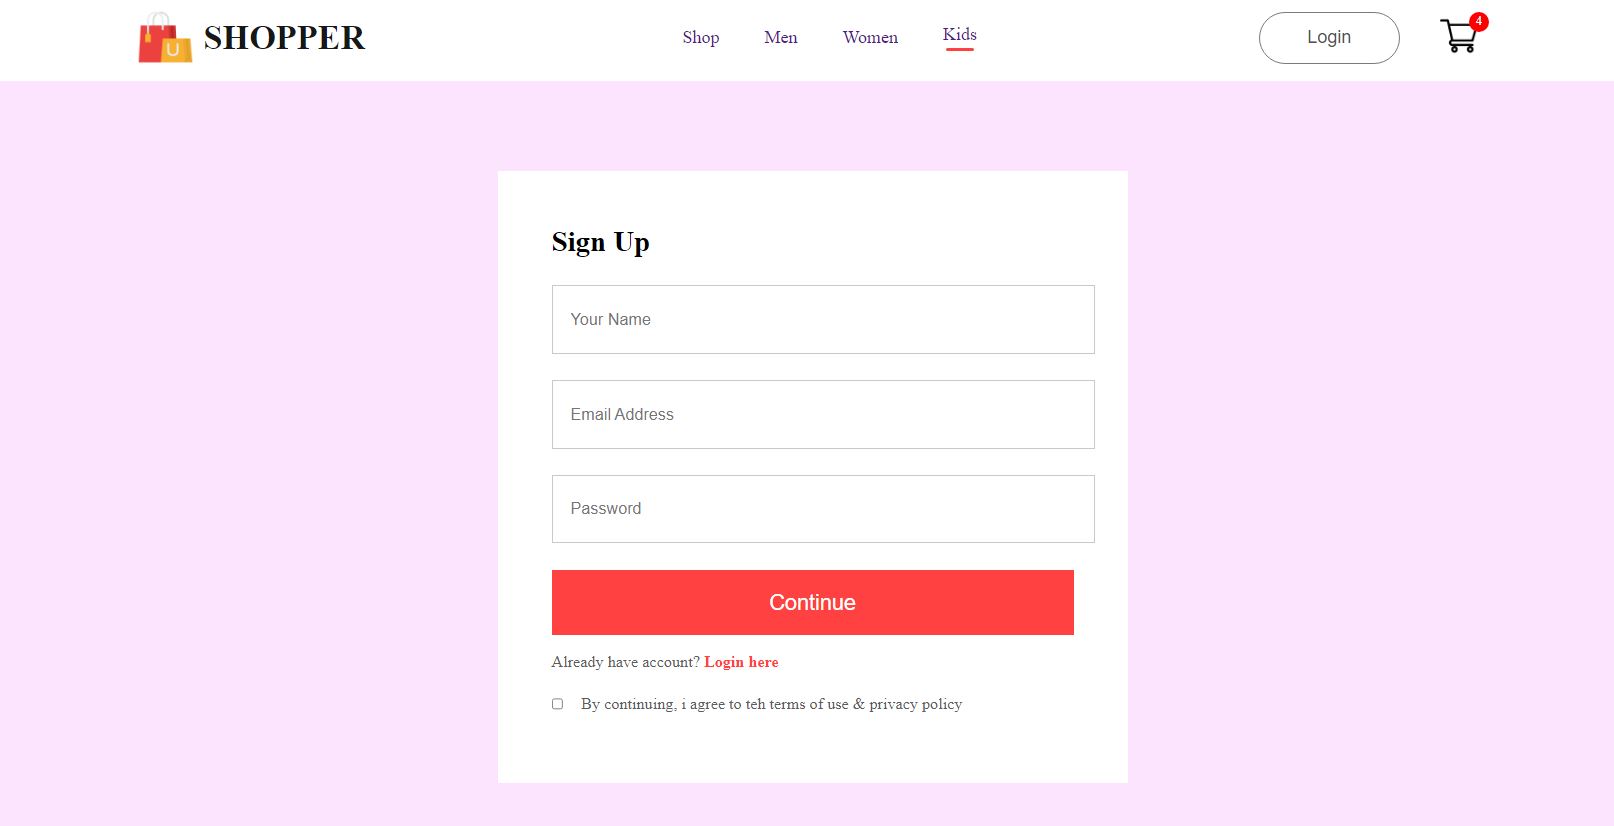 SHOPPER
Shop Men Women Kids
Login
4
Sign Up
Your Name
Email Address
Password
Continue
Already have account? Login here
By continuing, i agree to teh terms of use & privacy policy